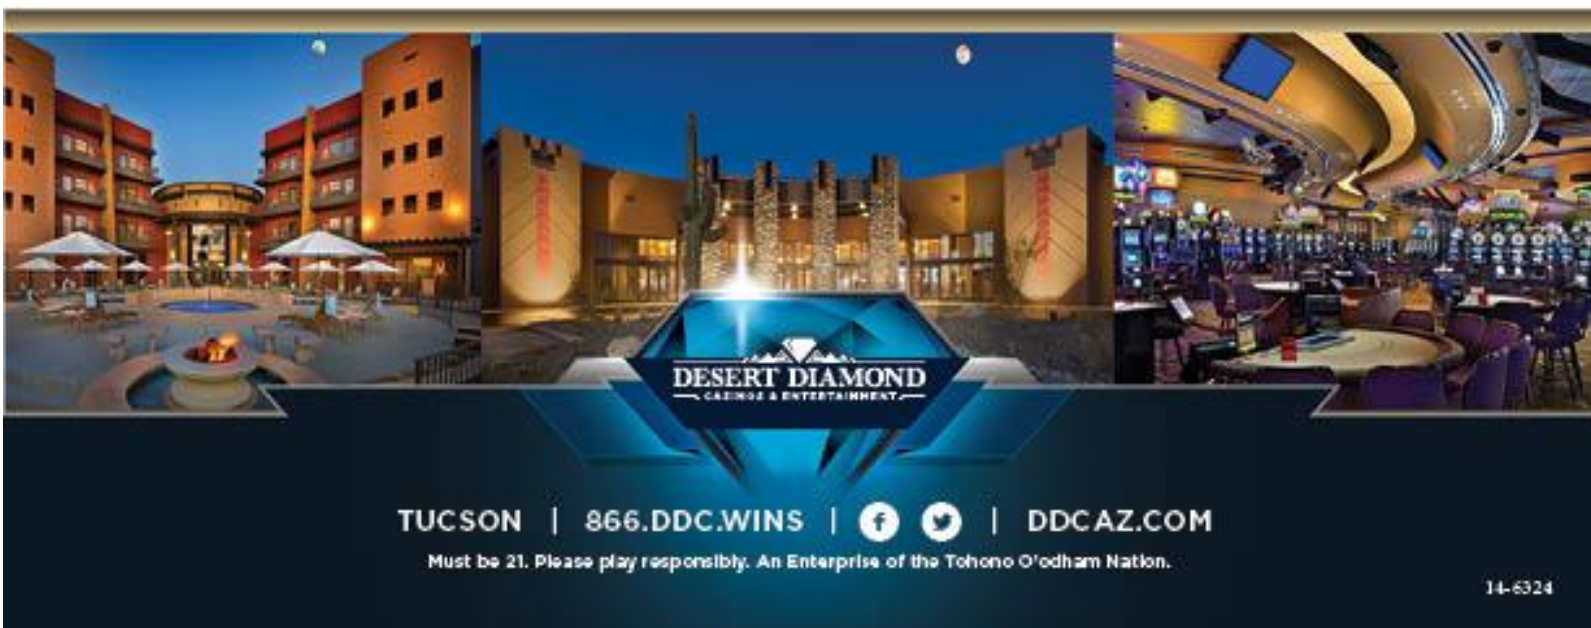 DESERT DIAMOND
CASINOS & ENTERTAINMENT
TUCSON | 866.DDC.WINS | | DDCAZ.COM
Must be 21. Please play responsibly. An Enterprise of the Tohono O'odham Nation.
14-6324